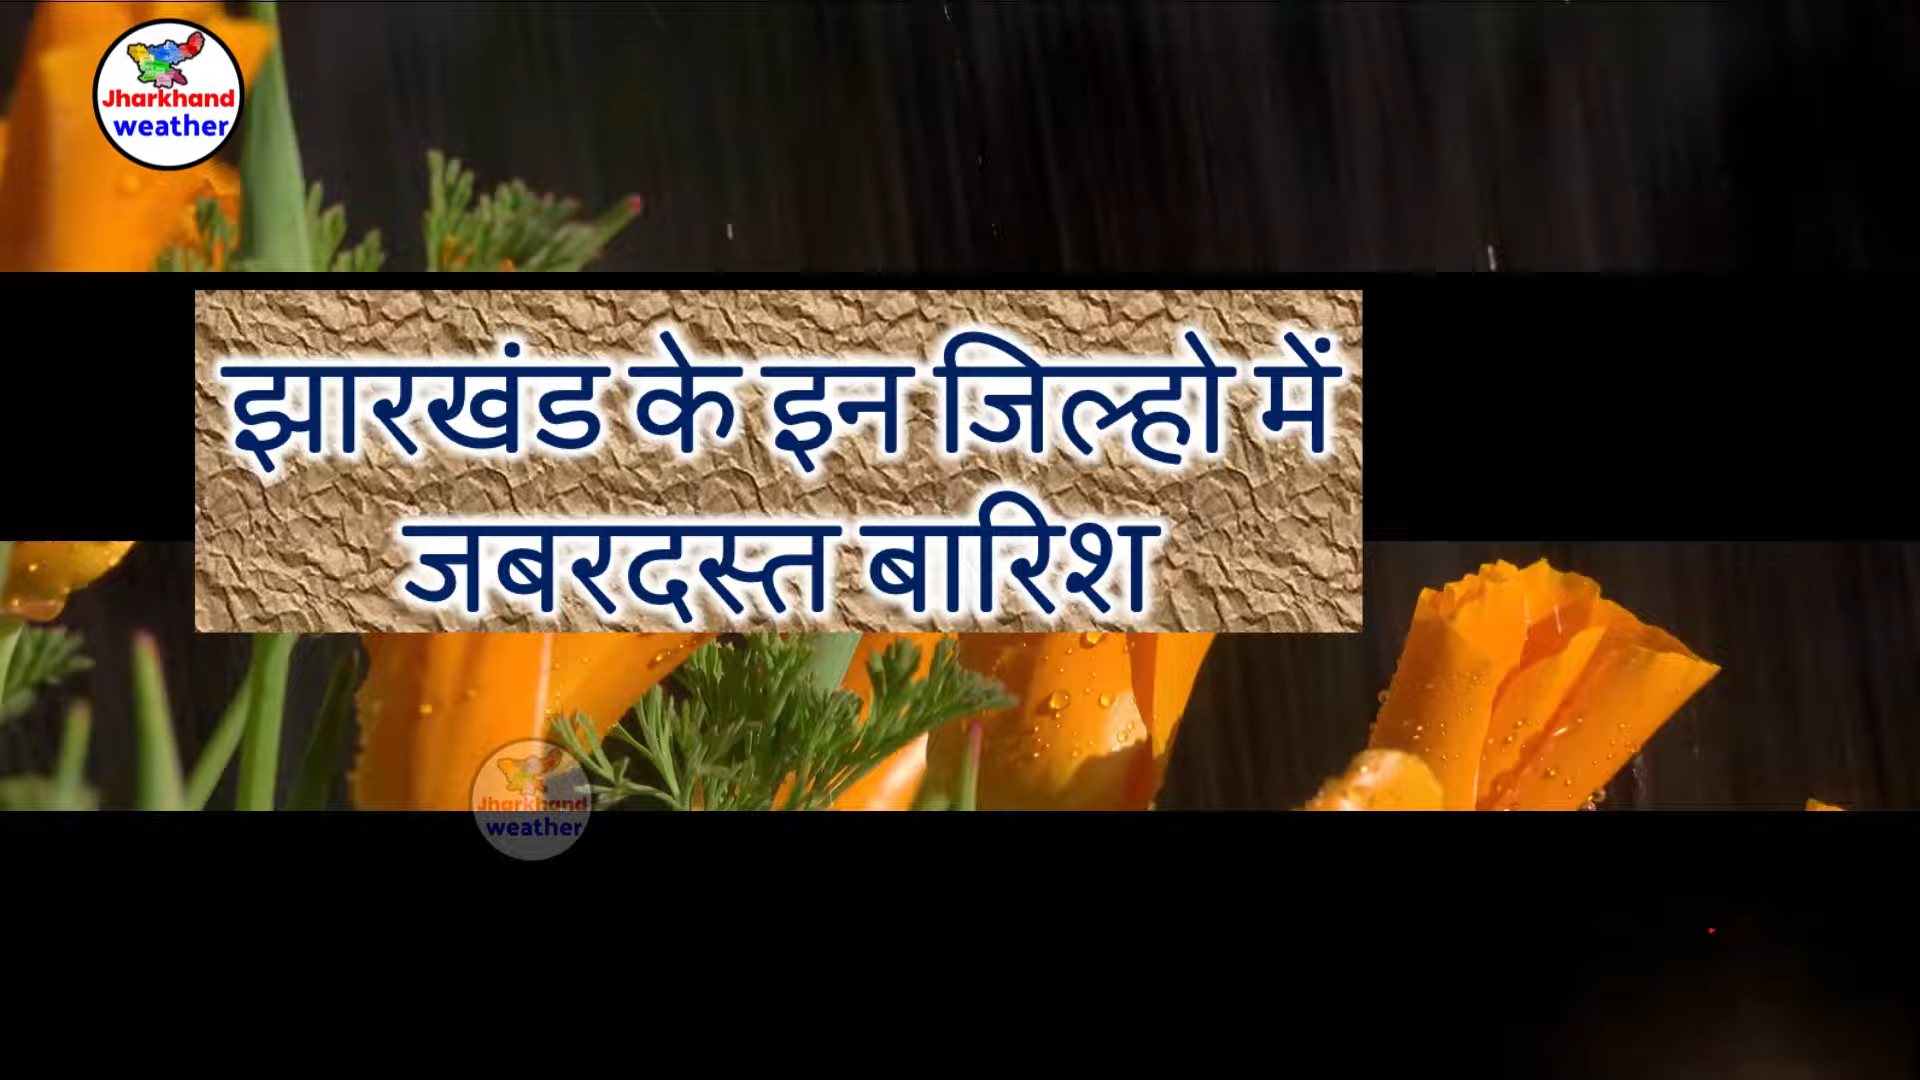 Jharkhand
weather
झारखंड के इन जिल्हो में
जबरदस्त बारिश
Jharkhand
weather